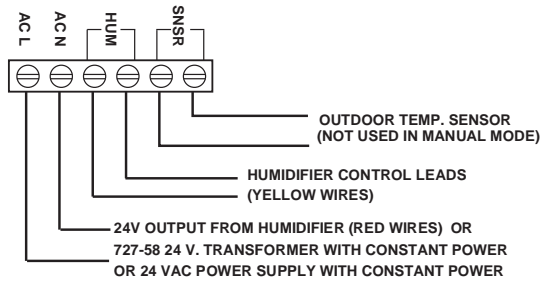 AC L
AC N
HUM
SNSR
OUTDOOR TEMP. SENSOR
(NOT USED IN MANUAL MODE)
HUMIDIFIER CONTROL LEADS
(YELLOW WIRES)
24V OUTPUT FROM HUMIDIFIER (RED WIRES) OR
727-58 24 V. TRANSFORMER WITH CONSTANT POWER
OR 24 VAC POWER SUPPLY WITH CONSTANT POWER